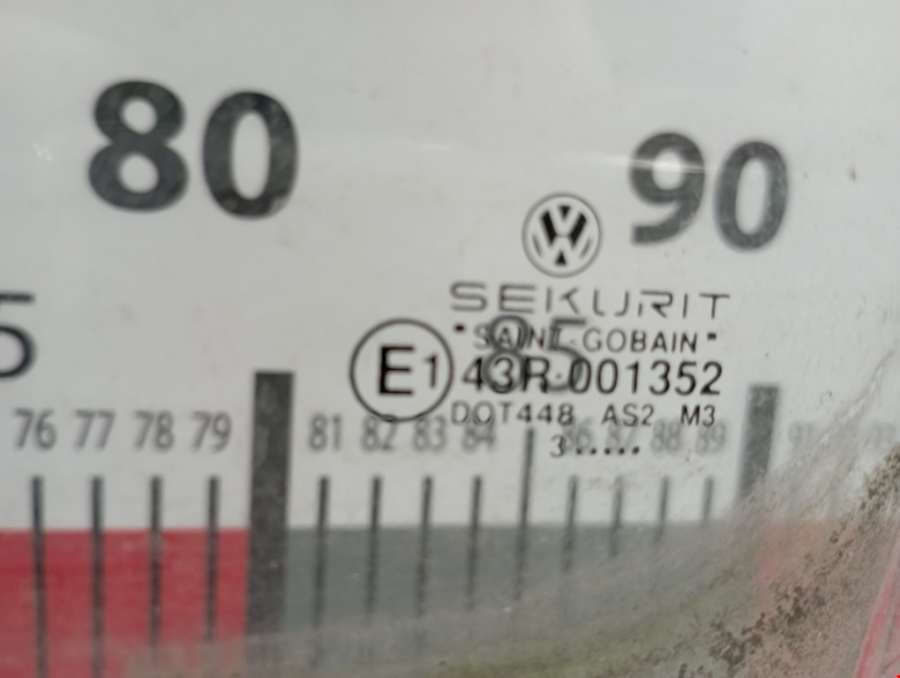 80
90
SEKURIT
"SAINT-GOBAIN"
85
E1 43R-001352
DOT448 AS2 M3
76 77 78 79 81 82 83 84 86 87 88 89
3.....